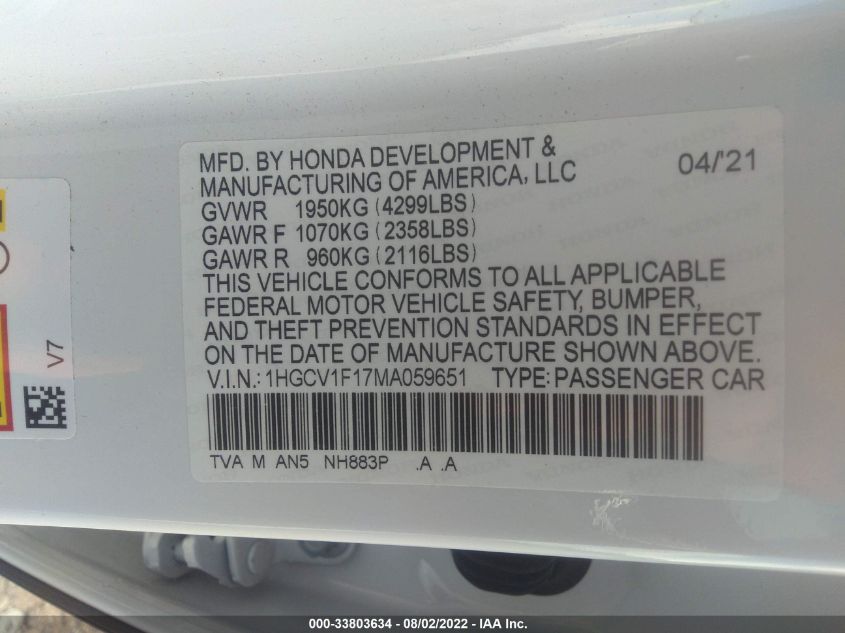 MFD. BY HONDA DEVELOPMENT &
MANUFACTURING OF AMERICA, LLC 04/'21
GVWR 1950KG (4299LBS)
GAWR F 1070KG (2358LBS)
GAWR R 960KG (2116LBS)
THIS VEHICLE CONFORMS TO ALL APPLICABLE
FEDERAL MOTOR VEHICLE SAFETY, BUMPER,
AND THEFT PREVENTION STANDARDS IN EFFECT
ON THE DATE OF MANUFACTURE SHOWN ABOVE.
V.I.N.: 1HGCV1F17MA059651 TYPE: PASSENGER CAR
TVA M AN5 NH883P .A .A
V7
000-33803634 - 08/02/2022 - IAA Inc.